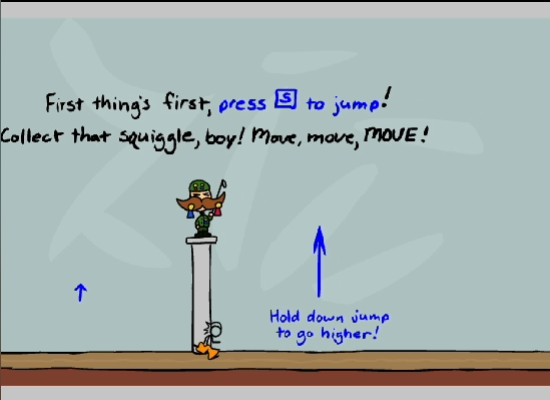 First thing's first, press S to jump!
Collect that squiggle, boy! Move, move, MOVE!
Hold down jump
to go higher!